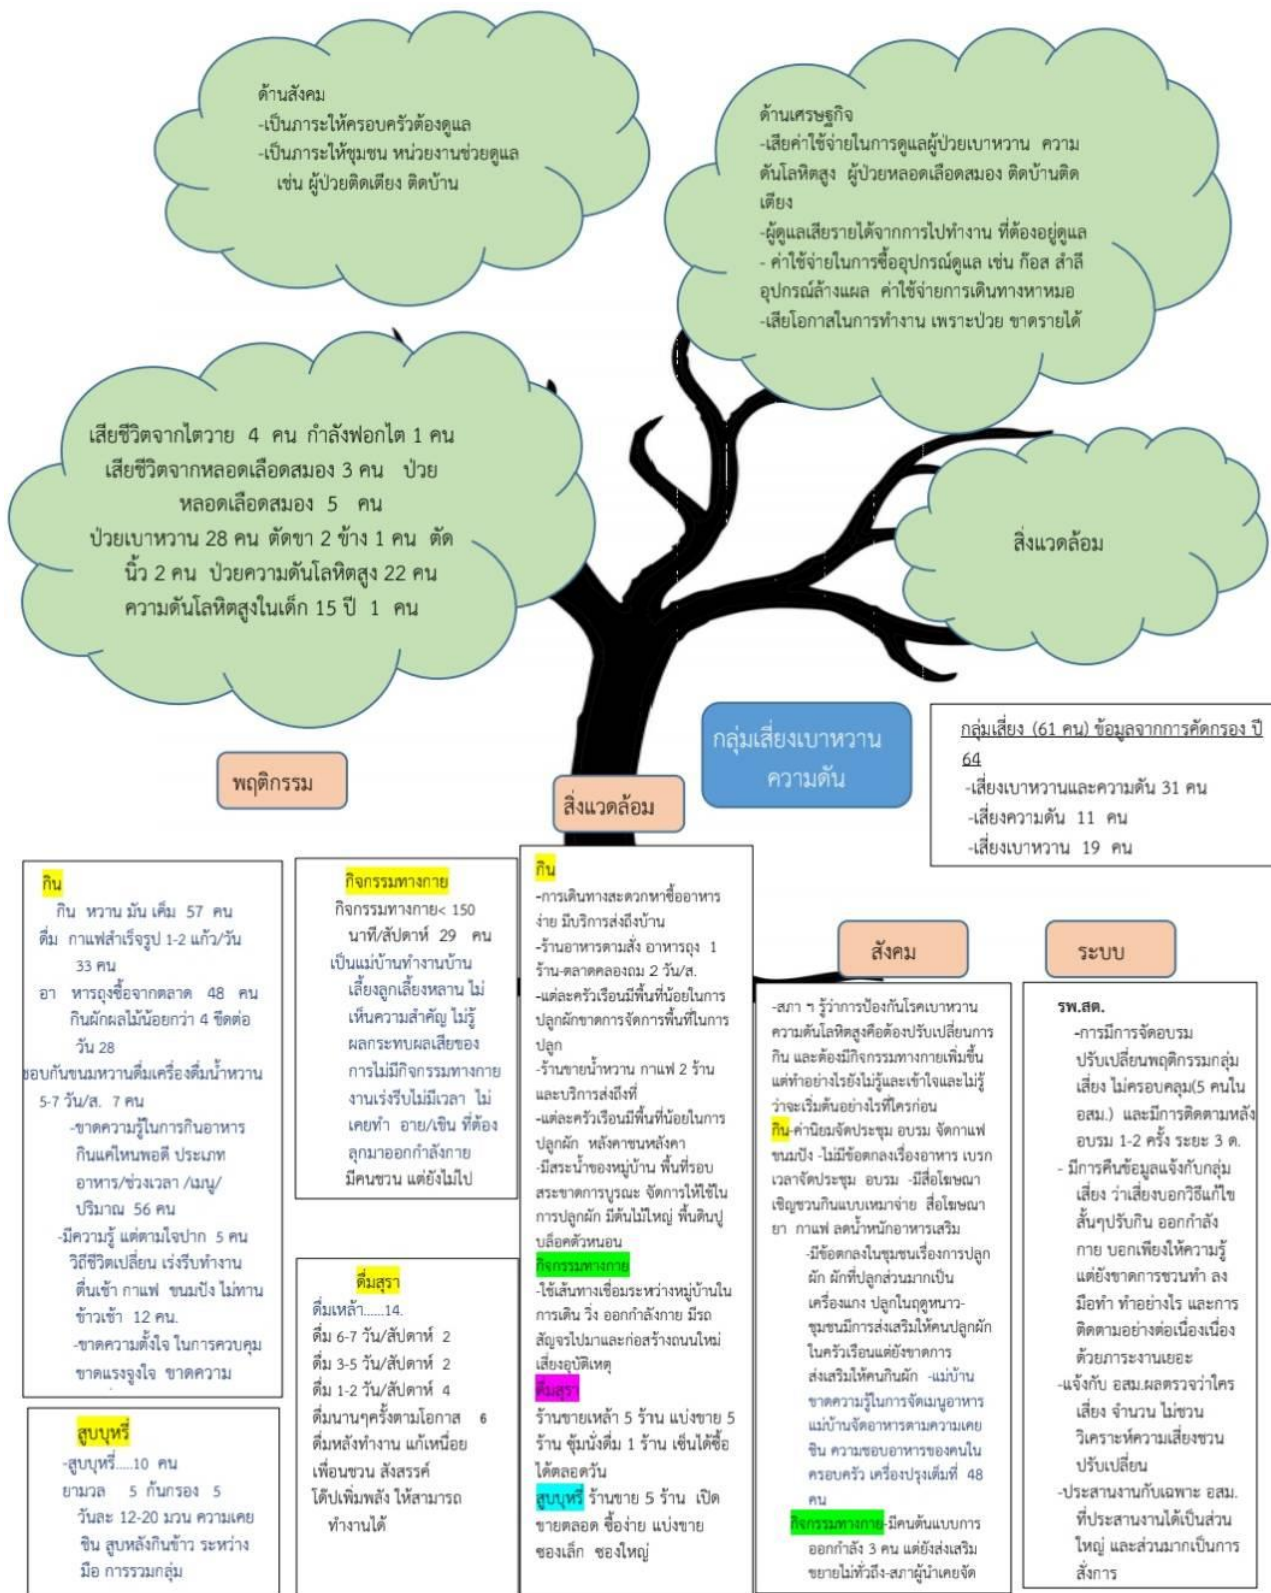 ด้านสังคม
-เป็นภาระให้ครอบครัวต้องดูแล
-เป็นภาระให้ชุมชน หน่วยงานช่วยดูแล
เช่น ผู้ป่วยติดเตียง ติดบ้าน
ด้านเศรษฐกิจ
-เสียค่าใช้จ่ายในการดูแลผู้ป่วยเบาหวาน ความ
ดันโลหิตสูง ผู้ป่วยหลอดเลือดสมอง ติดบ้านติด
เตียง
-ผู้ดูแลเสียรายได้จากการไปทำงาน ที่ต้องอยู่ดูแล
- ค่าใช้จ่ายในการซื้ออุปกรณ์ดูแล เช่น ก๊อส สำลี
อุปกรณ์ล้างแผล ค่าใช้จ่ายการเดินทางหาหมอ
-เสียโอกาสในการทำงาน เพราะป่วย ขาดรายได้
เสียชีวิตจากไตวาย 4 คน กำลังฟอกไต 1 คน
เสียชีวิตจากหลอดเลือดสมอง 3 คน ป่วย
หลอดเลือดสมอง 5 คน
ป่วยเบาหวาน 28 คน ตัดขา 2 ข้าง 1 คน ตัด
นิ้ว 2 คน ป่วยความดันโลหิตสูง 22 คน
ความดันโลหิตสูงในเด็ก 15 ปี 1 คน
สิ่งแวดล้อม
กลุ่มเสี่ยงเบาหวาน
ความดัน
กลุ่มเสี่ยง (61 คน) ข้อมูลจากการคัดกรอง ปี
64
-เสี่ยงเบาหวานและความดัน 31 คน
-เสี่ยงความดัน 11 คน
-เสี่ยงเบาหวาน 19 คน
พฤติกรรม
สิ่งแวดล้อม
สังคม
ระบบ
กิน
กิน หวาน มัน เค็ม 57 คน
ดื่ม กาแฟสำเร็จรูป 1-2 แก้ว/วัน
33 คน
อา หารถุงซื้อจากตลาด 48 คน
กินผักผลไม้น้อยกว่า 4 ขีดต่อ
วัน 28
ชอบกันขนมหวานดื่มเครื่องดื่มน้ำหวาน
5-7 วัน/ส. 7 คน
-ขาดความรู้ในการกินอาหาร
กินแค่ไหนพอดี ประเภท
อาหาร/ช่วงเวลา /เมนู/
ปริมาณ 56 คน
-มีความรู้ แต่ตามใจปาก 5 คน
วิถีชีวิตเปลี่ยน เร่งรีบทำงาน
ตื่นเช้า กาแฟ ขนมปัง ไม่ทาน
ข้าวเช้า 12 คน.
-ขาดความตั้งใจ ในการควบคุม
ขาดแรงจูงใจ ขาดความ
สูบบุหรี่
-สูบบุหรี่.....10 คน
ยามวล 5 ก้นกรอง 5
วันละ 12-20 มวน ความเคย
ชิน สูบหลังกินข้าว ระหว่าง
มือ การรวมกลุ่ม
กิจกรรมทางกาย
กิจกรรมทางกาย< 150
นาที/สัปดาห์ 29 คน
เป็นแม่บ้านทำงานบ้าน
เลี้ยงลูกเลี้ยงหลาน ไม่
เห็นความสำคัญ ไม่รู้
ผลกระทบผลเสียของ
การไม่มีกิจกรรมทางกาย
งานเร่งรีบไม่มีเวลา ไม่
เคยทำ อาย/เขิน ที่ต้อง
ลุกมาออกกำลังกาย
มีคนชวน แต่ยังไม่ไป
ดื่มสุรา
ดื่มเหล้า.....14.
ดื่ม 6-7 วัน/สัปดาห์ 2
ดื่ม 3-5 วัน/สัปดาห์ 2
ดื่ม 1-2 วัน/สัปดาห์ 4
ดื่มนานๆครั้งตามโอกาส 6
ดื่มหลังทำงาน แก้เหนื่อย
เพื่อนชวน สังสรรค์
โด๊ปเพิ่มพลัง ให้สามารถ
ทำงานได้
กิน
-การเดินทางสะดวกหาซื้ออาหาร
ง่าย มีบริการส่งถึงบ้าน
-ร้านอาหารตามสั่ง อาหารถุง 1
ร้าน-ตลาดคลองถม 2 วัน/ส.
-แต่ละครัวเรือนมีพื้นที่น้อยในการ
ปลูกผักขาดการจัดการพื้นที่ในการ
ปลูก
-ร้านขายน้ำหวาน กาแฟ 2 ร้าน
และบริการส่งถึงที่
-แต่ละครัวเรือนมีพื้นที่น้อยในการ
ปลูกผัก หลังคาชนหลังคา
-มีสระน้ำของหมู่บ้าน พื้นที่รอบ
สระขาดการบูรณะ จัดการให้ใช้ใน
การปลูกผัก มีต้นไม้ใหญ่ พื้นดินปู
บล็อคตัวหนอน
กิจกรรมทางกาย
-ใช้เส้นทางเชื่อมระหว่างหมู่บ้านใน
การเดิน วิ่ง ออกกำลังกาย มีรถ
สัญจรไปมาและก่อสร้างถนนใหม่
เสี่ยงอุบัติเหตุ
ดื่มสุรา
ร้านขายเหล้า 5 ร้าน แบ่งขาย 5
ร้าน ซุ้มนั่งดื่ม 1 ร้าน เซ็นได้ซื้อ
ได้ตลอดวัน
สูบบุหรี่ ร้านขาย 5 ร้าน เปิด
ขายตลอด ซื้อง่าย แบ่งขาย
ซองเล็ก ซองใหญ่
-สภา ฯ รู้ว่าการป้องกันโรคเบาหวาน
ความดันโลหิตสูงคือต้องปรับเปลี่ยนการ
กิน และต้องมีกิจกรรมทางกายเพิ่มขึ้น
แต่ทำอย่างไรยังไม่รู้และเข้าใจและไม่รู้
ว่าจะเริ่มต้นอย่างไรที่ใครก่อน
กิน-ค่านิยมจัดประชุม อบรม จัดกาแฟ
ขนมปัง -ไม่มีข้อตกลงเรื่องอาหาร เบรก
เวลาจัดประชุม อบรม -มีสื่อโฆษณา
เชิญชวนกินแบบเหมาจ่าย สื่อโฆษณา
ยา กาแฟ ลดน้ำหนักอาหารเสริม
-มีข้อตกลงในชุมชนเรื่องการปลูก
ผัก ผักที่ปลูกส่วนมากเป็น
เครื่องแกง ปลูกในฤดูหนาว-
ชุมชนมีการส่งเสริมให้คนปลูกผัก
ในครัวเรือนแต่ยังขาดการ
ส่งเสริมให้คนกินผัก -แม่บ้าน
ขาดความรู้ในการจัดเมนูอาหาร
แม่บ้านจัดอาหารตามความเคย
ชิน ความชอบอาหารของคนใน
ครอบครัว เครื่องปรุงเต็มที่ 48
คน
กิจกรรมทางกาย-มีคนต้นแบบการ
ออกกำลัง 3 คน แต่ยังส่งเสริม
ขยายไม่ทั่วถึง-สภาผู้นำเคยจัด
รพ.สต.
-การมีการจัดอบรม
ปรับเปลี่ยนพฤติกรรมกลุ่ม
เสี่ยง ไม่ครอบคลุม(5 คนใน
อสม.) และมีการติดตามหลัง
อบรม 1-2 ครั้ง ระยะ 3 ด.
- มีการคืนข้อมูลแจ้งกับกลุ่ม
เสี่ยง ว่าเสี่ยงบอกวิธีแก้ไข
สั้นๆปรับกิน ออกกำลัง
กาย บอกเพียงให้ความรู้
แต่ยังขาดการชวนทำ ลง
มือทำ ทำอย่างไร และการ
ติดตามอย่างต่อเนื่องเนื่อง
ด้วยภาระงานเยอะ
-แจ้งกับ อสม.ผลตรวจว่าใคร
เสี่ยง จำนวน ไม่ชวน
วิเคราะห์ความเสี่ยงชวน
ปรับเปลี่ยน
-ประสานงานกับเฉพาะ อสม.
ที่ประสานงานได้เป็นส่วน
ใหญ่ และส่วนมากเป็นการ
สั่งการ